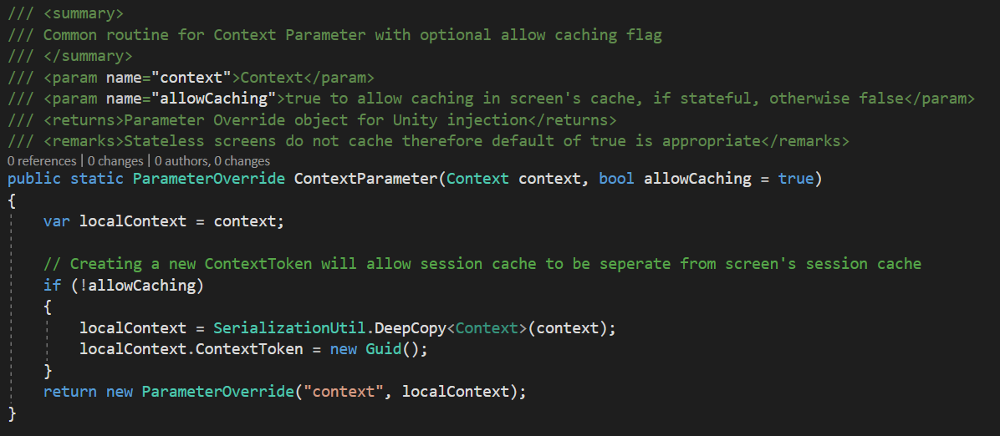 /// <summary>
/// Common routine for Context Parameter with optional allow caching flag
/// </summary>
/// <param name="context">Context</param>
/// <param name="allowCaching">true to allow caching in screen's cache, if stateful, otherwise false</param>
/// <returns>Parameter Override object for Unity injection</returns>
/// <remarks>Stateless screens do not cache therefore default of true is appropriate</remarks>
0 references | 0 changes | 0 authors, 0 changes
public static ParameterOverride ContextParameter(Context context, bool allowCaching = true)
{
    var localContext = context;

    // Creating a new ContextToken will allow session cache to be seperate from screen's session cache
    if (!allowCaching)
    {
        localContext = SerializationUtil.DeepCopy<Context>(context);
        localContext.ContextToken = new Guid();
    }
    return new ParameterOverride("context", localContext);
}